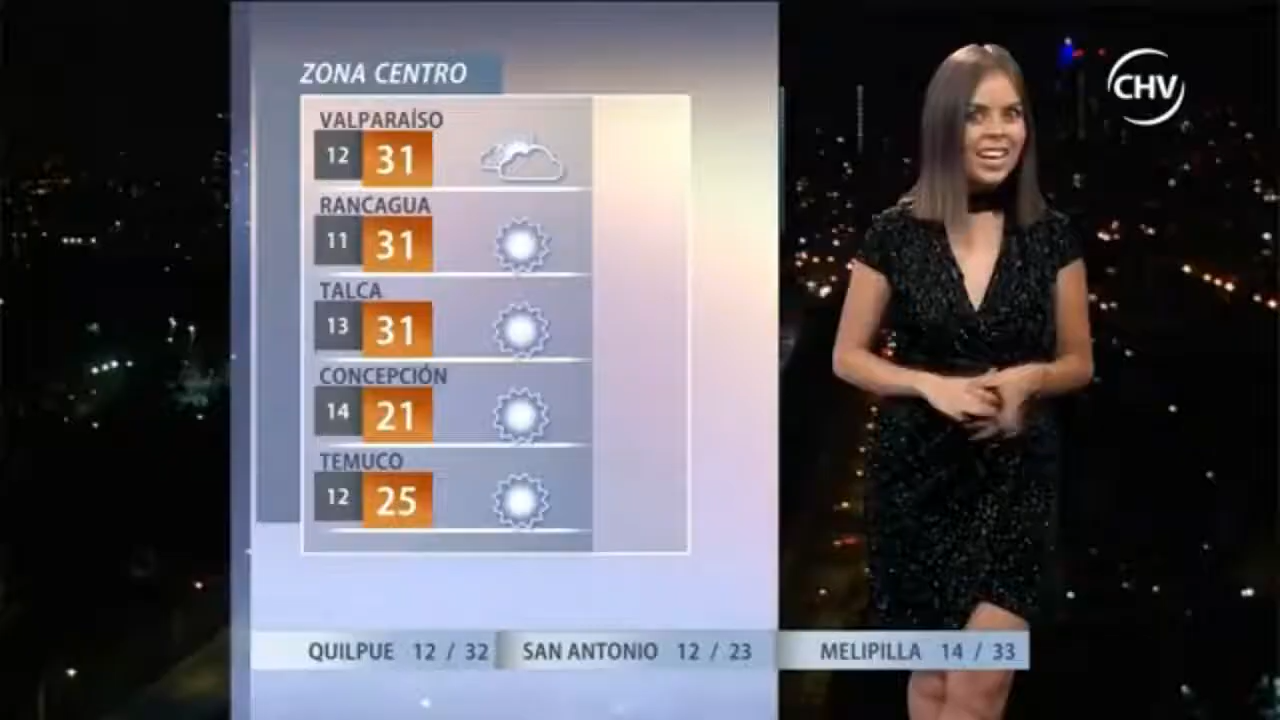 ZONA CENTRO
VALPARAÍSO
12 31
RANCAGUA
11 31
TALCA
13 31
CONCEPCIÓN
14 21
TEMUCO
12 25
QUILPUE 12 / 32 SAN ANTONIO 12 / 23 MELIPILLA 14 / 33
CHV